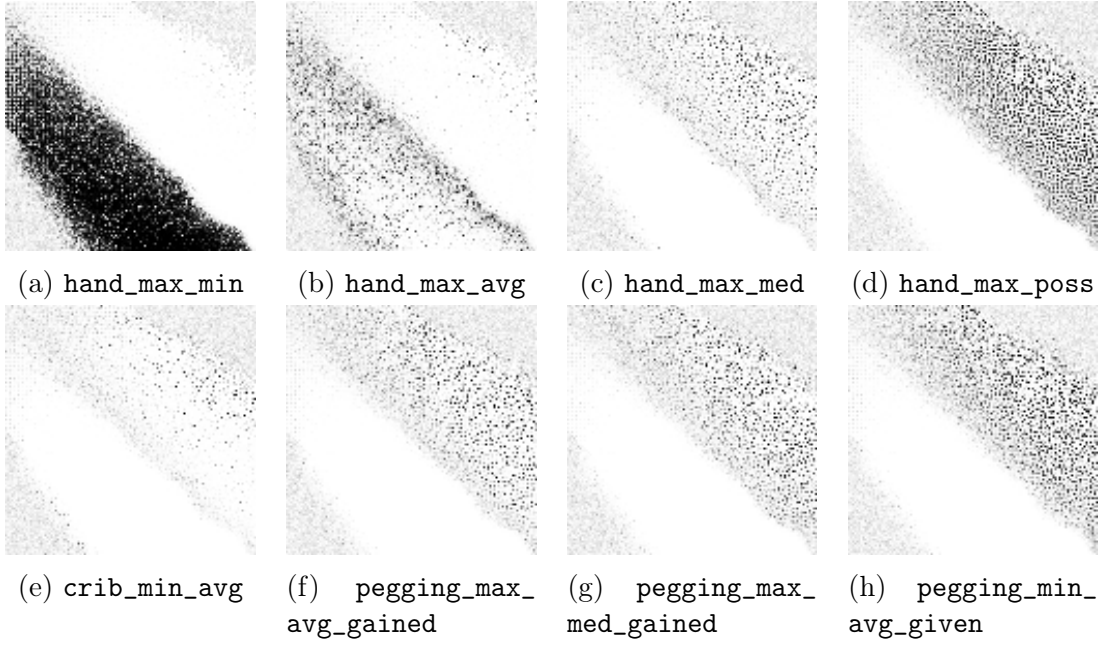 (a) hand_max_min
(b) hand_max_avg
(c) hand_max_med
(d) hand_max_poss
(e) crib_min_avg
(f) pegging_max_
avg_gained
(g) pegging_max_
med_gained
(h) pegging_min_
avg_given